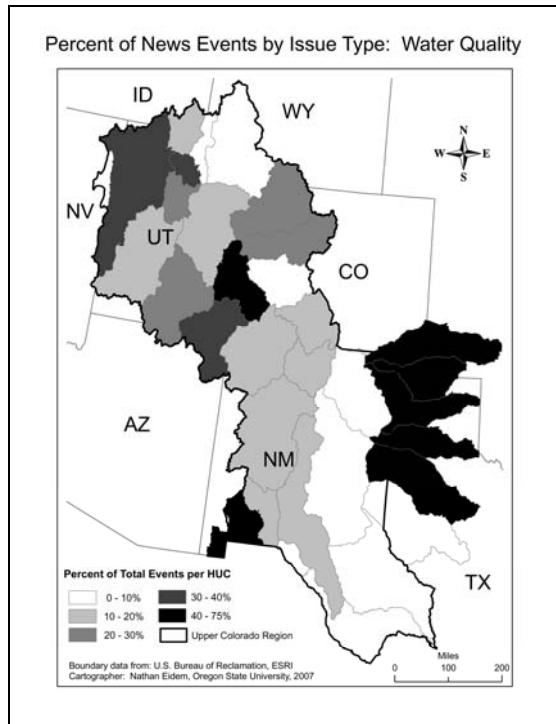 Percent of News Events by Issue Type:  Water Quality
ID
WY
N
W E
S
NV
UT
CO
AZ
NM
TX
Percent of Total Events per HUC
0 - 10%
30 - 40%
10 - 20%
40 - 75%
20 - 30%
Upper Colorado Region
Miles
0 100 200
Boundary data from:  U.S. Bureau of Reclamation, ESRI
Cartographer:  Nathan Eidem, Oregon State University, 2007